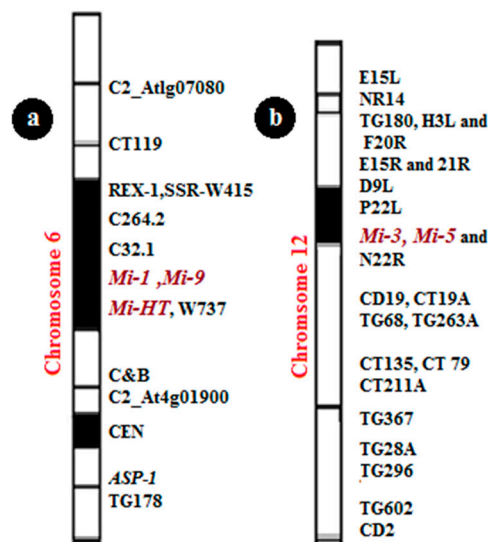 a
Chromosome 6
C2_Atlg07080
CT119
REX-1,SSR-W415
C264.2
C32.1
Mi-1 ,Mi-9
Mi-HT, W737
C&B
C2_At4g01900
CEN
ASP-1
TG178
b
Chromsome 12
E15L
NR14
TG180, H3L and
F20R
E15R and 21R
D9L
P22L
Mi-3, Mi-5 and
N22R
CD19, CT19A
TG68, TG263A
CT135, CT 79
CT211A
TG367
TG28A
TG296
TG602
CD2